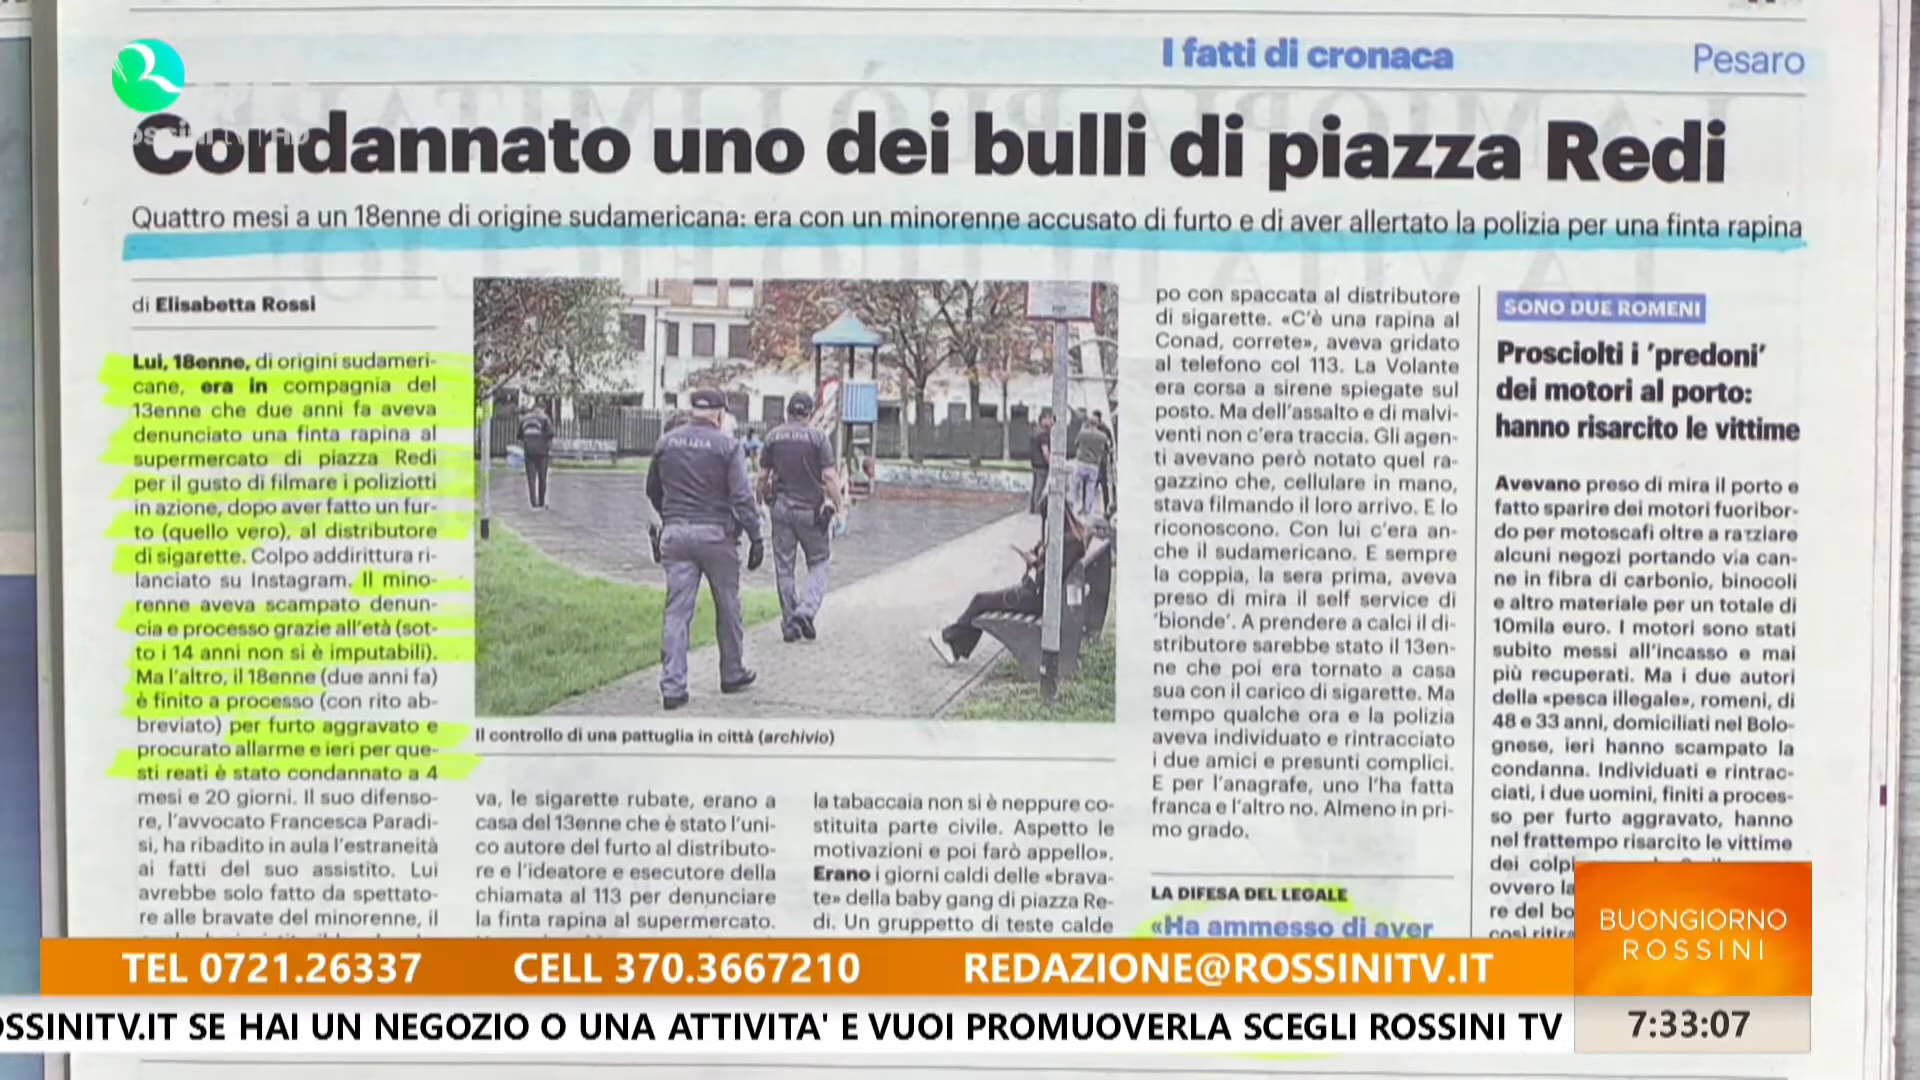 I fatti di cronaca
Pesaro
Condannato uno dei bulli di piazza Redi
Quattro mesi a un 18enne di origine sudamericana: era con un minorenne accusato di furto e di aver allertato la polizia per una finta rapina
di Elisabetta Rossi
Lui, 18enne, di origini sudameri-
cane, era in compagnia del
13enne che due anni fa aveva
denunciato una finta rapina al
supermercato di piazza Redi
per il gusto di filmare i poliziotti
in azione, dopo aver fatto un fur-
to (quello vero), al distributore
di sigarette. Colpo addirittura ri-
lanciato su Instagram. Il mino-
renne aveva scampato denun-
cia e processo grazie all'età (sot-
to i 14 anni non si è imputabili).
Ma l'altro, il 18enne (due anni fa)
è finito a processo (con rito ab-
breviato) per furto aggravato e
procurato allarme e ieri per que-
sti reati è stato condannato a 4
mesi e 20 giorni. Il suo difenso-
re, l'avvocato Francesca Paradi-
si, ha ribadito in aula l'estraneità
ai fatti del suo assistito. Lui
avrebbe solo fatto da spettato-
re alle bravate del minorenne, il
POLIZIA
Il controllo di una pattuglia in città (archivio)
va, le sigarette rubate, erano a
casa del 13enne che è stato l'uni-
co autore del furto al distributo-
re e l'ideatore e esecutore della
chiamata al 113 per denunciare
la finta rapina al supermercato.
la tabaccaia non si è neppure co-
stituita parte civile. Aspetto le
motivazioni e poi farò appello».
Erano i giorni caldi delle «brava-
te» della baby gang di piazza Re-
di. Un gruppetto di teste calde
po con spaccata al distributore
di sigarette. «C'è una rapina al
Conad, correte», aveva gridato
al telefono col 113. La Volante
era corsa a sirene spiegate sul
posto. Ma dell'assalto e di malvi-
venti non c'era traccia. Gli agen-
ti avevano però notato quel ra-
gazzino che, cellulare in mano,
stava filmando il loro arrivo. E lo
riconoscono. Con lui c'era an-
che il sudamericano. E sempre
la coppia, la sera prima, aveva
preso di mira il self service di
'bionde'. A prendere a calci il di-
stributore sarebbe stato il 13en-
ne che poi era tornato a casa
sua con il carico di sigarette. Ma
tempo qualche ora e la polizia
aveva individuato e rintracciato
i due amici e presunti complici.
E per l'anagrafe, uno l'ha fatta
franca e l'altro no. Almeno in pri-
mo grado.
LA DIFESA DEL LEGALE
«Ha ammesso di aver
SONO DUE ROMENI
Prosciolti i 'predoni'
dei motori al porto:
hanno risarcito le vittime
Avevano preso di mira il porto e
fatto sparire dei motori fuoribor-
do per motoscafi oltre a razziare
alcuni negozi portando via can-
ne in fibra di carbonio, binocoli
e altro materiale per un totale di
10mila euro. I motori sono stati
subito messi all'incasso e mai
più recuperati. Ma i due autori
della «pesca illegale», romeni, di
48 e 33 anni, domiciliati nel Bolo-
gnese, ieri hanno scampato la
condanna. Individuati e rintrac-
ciati, i due uomini, finiti a proces-
so per furto aggravato, hanno
nel frattempo risarcito le vittime
dei
ovvero
re del
così
TEL 0721.26337 CELL 370.3667210 REDAZIONE@ROSSINITV.IT
BUONGIORNO
ROSSINI
OSSINITV.IT SE HAI UN NEGOZIO O UNA ATTIVITA' E VUOI PROMUOVERLA SCEGLI ROSSINI TV
7:33:07